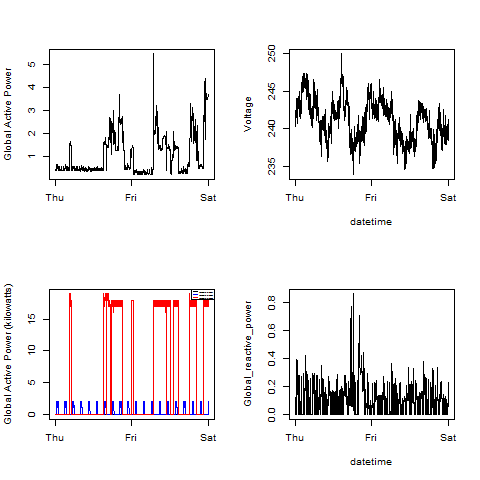 Global Active Power
5
4
3
2
1
Thu Fri Sat
Voltage
250
245
240
235
Thu Fri Sat
datetime
Global Active Power (kilowatts)
15
10
5
0
Thu Fri Sat
Global_reactive_power
0.8
0.6
0.4
0.2
0.0
Thu Fri Sat
datetime